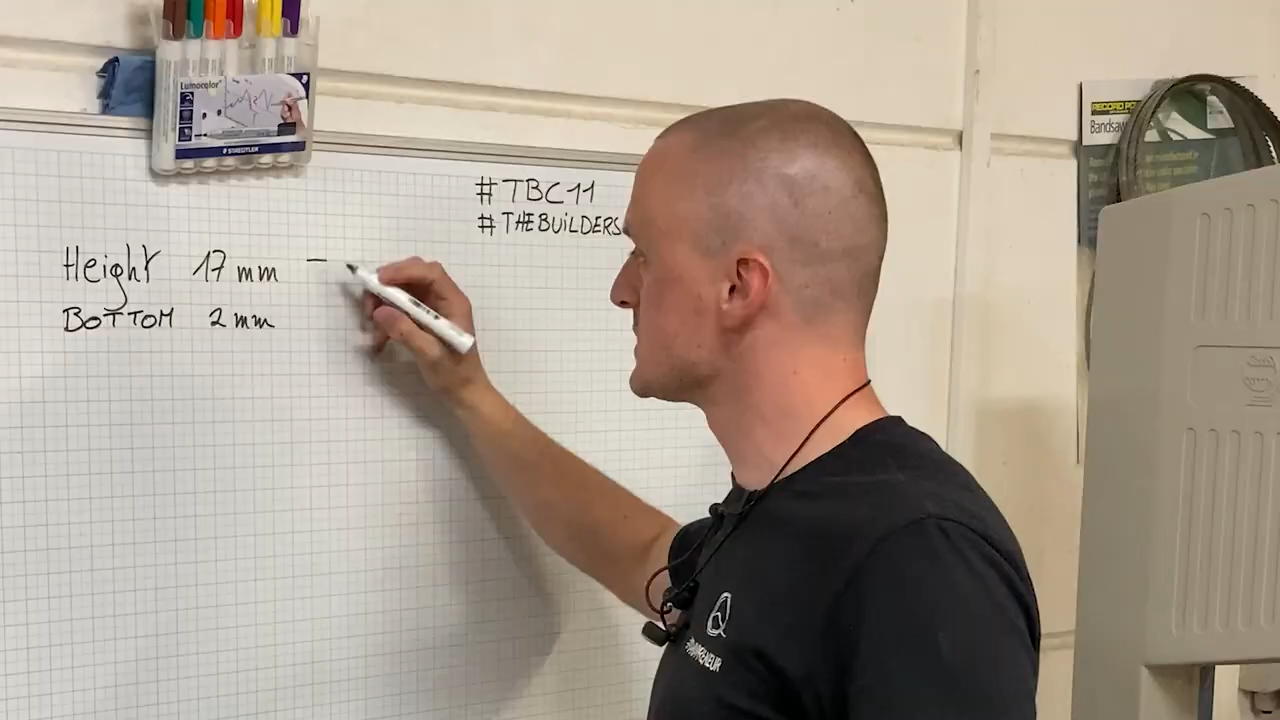 Lumocolor
STAEDTLER
RECORD PO
Bandsaw
#TBC11
#THEBUiLDERS
Height 17 mm –
BOTTOM 2 mm